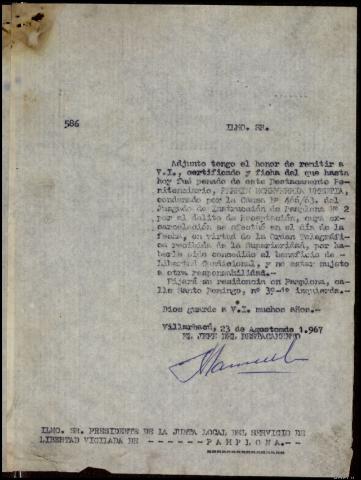 586
ILMO. SR.
Adjunto tengo el honor de remitir a
V.I., certificado y ficha del que hasta
hoy fué penado de este Destacamento Pe-
nitenciario, FERMIN
condenado por la Causa Nº 466/63. del
Juzgado de Instrucción de Pamplona Nº 2
por el delito de cuya ex-
carcelación se efectuó en el día de la
fecha, en virtud de la Orden Telegráfi-
ca recibida de la Superioridad, por ha-
berle sido concedido el beneficio de -
Libertad Condicional, y no estar sujeto
a otra responsabilidad.-
Fijará su residencia en Pamplona, ca-
lle Santo Domingo, nº 39-1º izquierda.-
Dios guarde a V.I. muchos años.-
23 de Agosto de 1.967
EL JEFE DEL DESTACAMENTO
ILMO. SR. PRESIDENTE DE LA JUNTA LOCAL DEL SERVICIO DE
LIBERTAD VIGILADA DE - - - - - - -PAMPLONA.- - -